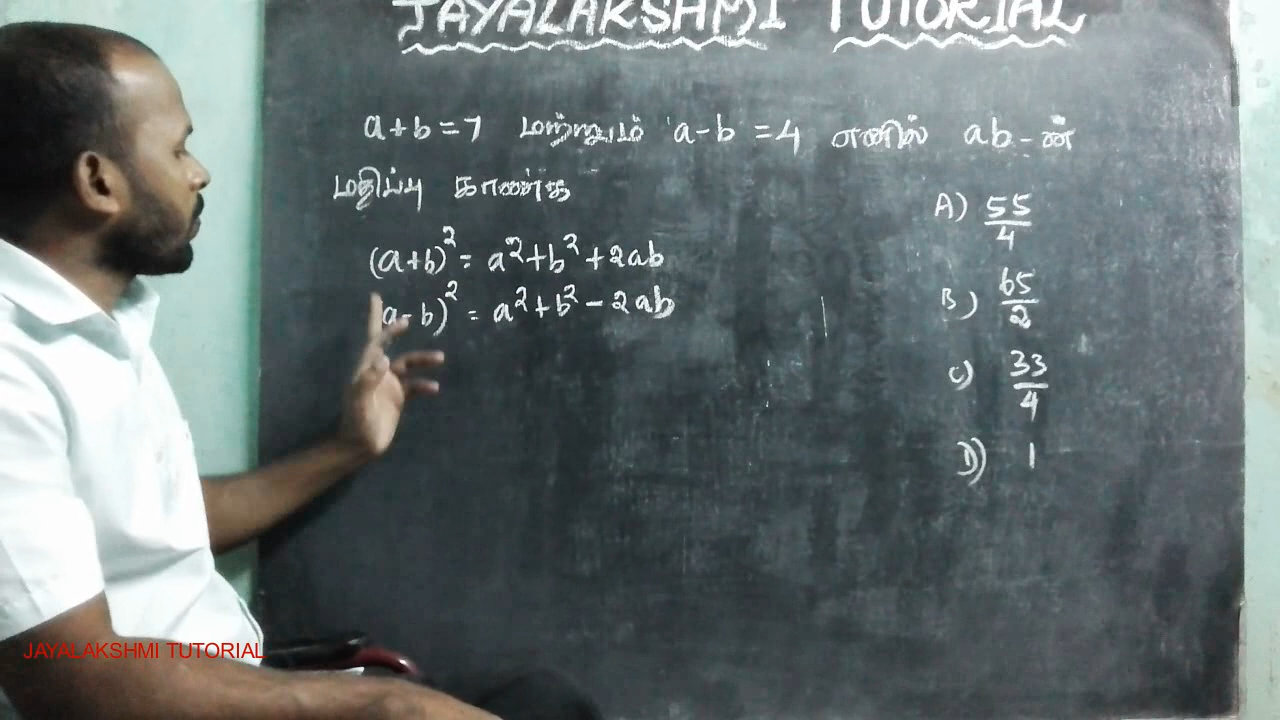 JAYALAKSHMI TUTORIAL
a+b=7 மற்றும் a-b=4 எனில் ab-ன்
மதிப்பு காண்க
(a+b)² = a²+b²+2ab
(a-b)² = a²+b²-2ab
A) 55/4
B) 65/2
C) 33/4
D) 1
JAYALAKSHMI TUTORIAL